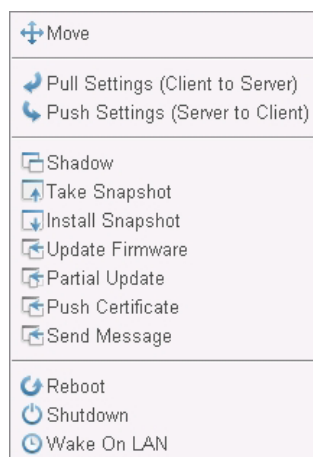 Move
Pull Settings (Client to Server)
Push Settings (Server to Client)
Shadow
Take Snapshot
Install Snapshot
Update Firmware
Partial Update
Push Certificate
Send Message
Reboot
Shutdown
Wake On LAN